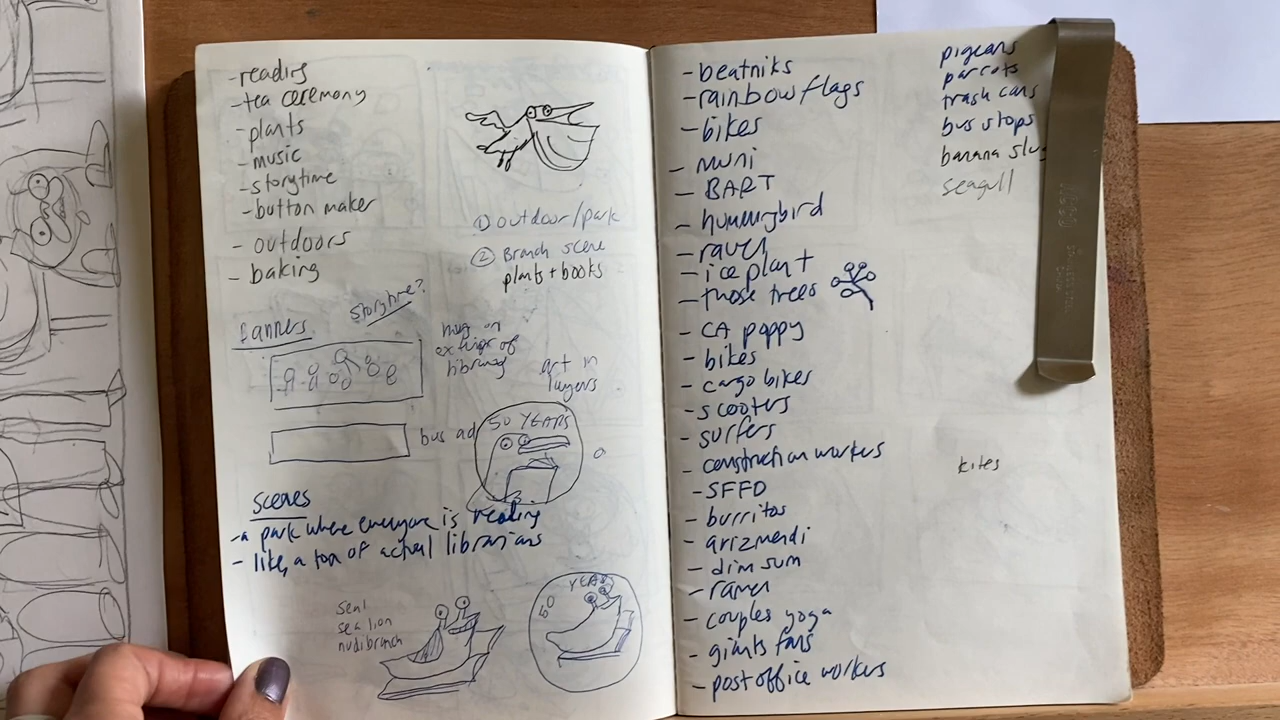 -reading
-tea ceremony
-plants
-music
-storytime
-button maker
- outdoors
- baking
① outdoor/park
② Branch scene
plants + books
Storytime?
Banners
exterior of
library
art in
layers
bus ad
50 YEARS
Scenes
-a park where everyone is reading
- like, a ton of actual librarians
seal
sea lion
nudibranch
50 YEARS
- beatniks
- rainbow flags
- bikes
- muni
- BART
- hummingbird
- raven
- ice plant
- those trees
- CA poppy
- bikes
- cargo bikes
- scooters
- surfers
- construction workers
- SFFD
- burritos
- arizmendi
- dim sum
- ramen
- couples yoga
- giants fans
- post office workers
pigeons
parrots
trash cans
bus stops
banana slu
seagull
kites